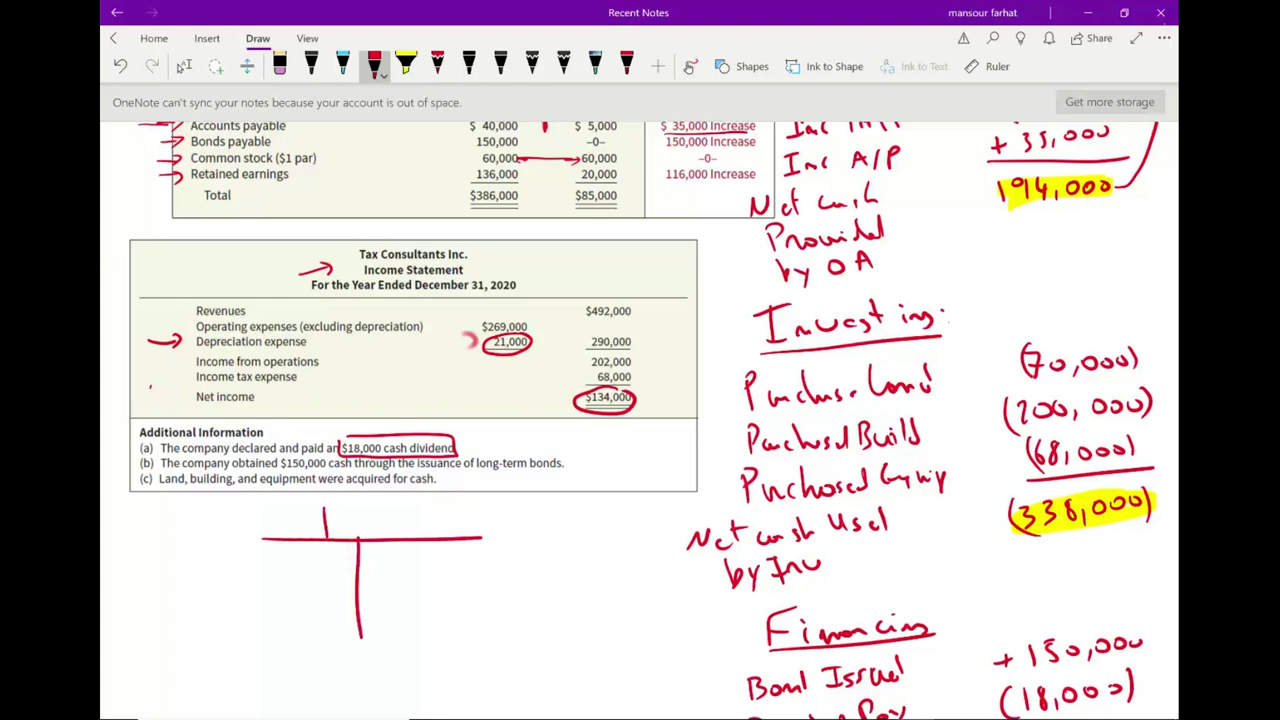 Recent Notes
mansour farhat
Home Insert Draw View
Share
Shapes
Ink to Shape
Ink to Text
Ruler
OneNote can't sync your notes because your account is out of space.
Get more storage
Accounts payable $ 40,000 $ 5,000 $ 35,000 Increase
Bonds payable 150,000 –0– 150,000 Increase
Common stock ($1 par) 60,000 60,000 –0–
Retained earnings 136,000 20,000 116,000 Increase
Total $386,000 $85,000
Tax Consultants Inc.
Income Statement
For the Year Ended December 31, 2020
Revenues $492,000
Operating expenses (excluding depreciation) $269,000
Depreciation expense 21,000 290,000
Income from operations 202,000
Income tax expense 68,000
Net income $134,000
Additional Information
(a) The company declared and paid an $18,000 cash dividend.
(b) The company obtained $150,000 cash through the issuance of long-term bonds.
(c) Land, building, and equipment were acquired for cash.
+ 35,000
Inc A/P
194,000
Net cash
Provided
by OA
Investing:
Purchase Land (70,000)
Purchased Build (200,000)
Purchased Equip (68,000)
Net cash Used (338,000)
by Inv
Financing
Bond Issued +150,000
(18,000)